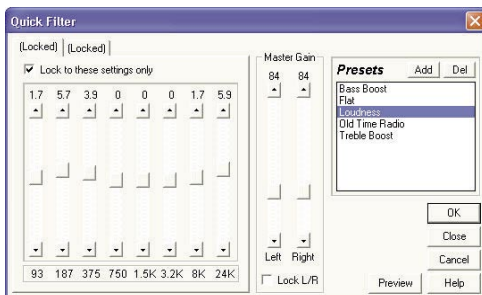 Quick Filter
(Locked) (Locked)
Lock to these settings only
1.7 5.7 3.9 0 0 0 1.7 5.9
93 187 375 750 1.5K 3.2K 8K 24K
Master Gain
84 84
Left Right
Lock L/R
Presets Add Del
Bass Boost
Flat
Loudness
Old Time Radio
Treble Boost
OK
Close
Cancel
Preview Help